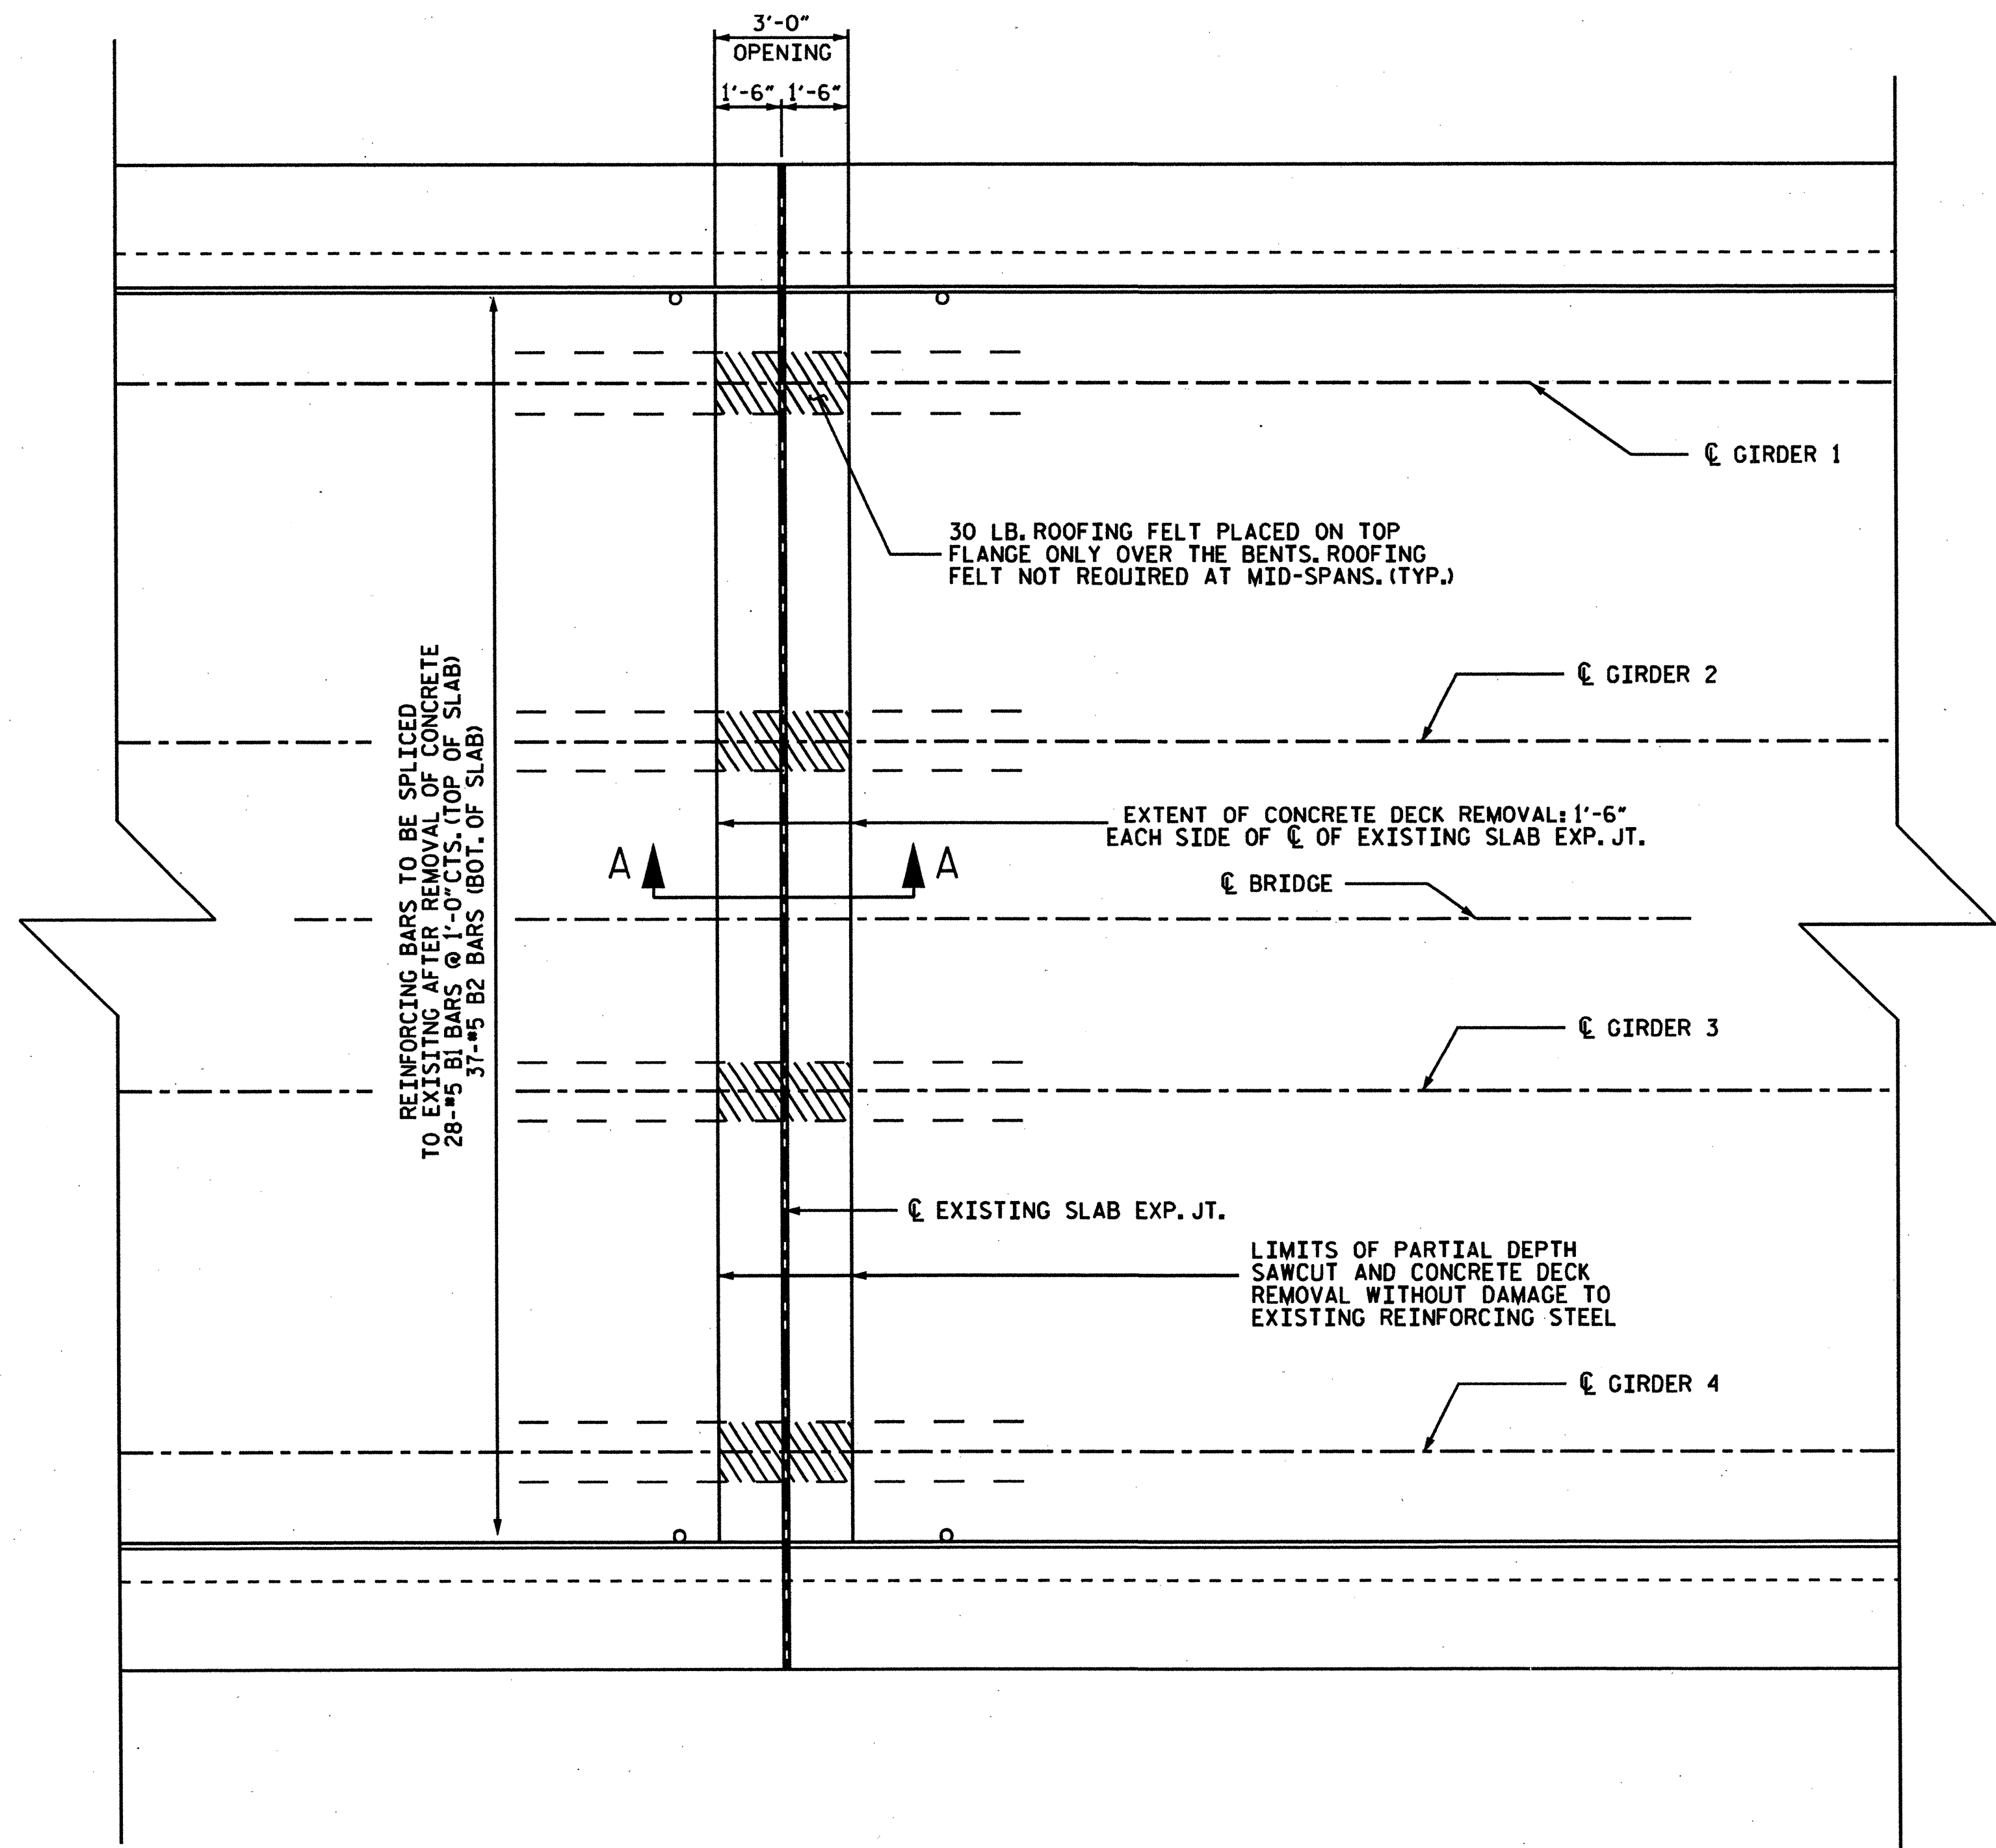 3'-0"
OPENING
1'-6" 1'-6"
℄ GIRDER 1
30 LB. ROOFING FELT PLACED ON TOP
FLANGE ONLY OVER THE BENTS. ROOFING
FELT NOT REQUIRED AT MID-SPANS. (TYP.)
℄ GIRDER 2
REINFORCING BARS TO BE SPLICED
TO EXISITNG AFTER REMOVAL OF CONCRETE
28-#5 B1 BARS @ 1'-0" CTS. (TOP OF SLAB)
37-#5 B2 BARS (BOT. OF SLAB)
EXTENT OF CONCRETE DECK REMOVAL: 1'-6"
EACH SIDE OF ℄ OF EXISTING SLAB EXP. JT.
A A
℄ BRIDGE
℄ GIRDER 3
℄ EXISTING SLAB EXP. JT.
LIMITS OF PARTIAL DEPTH
SAWCUT AND CONCRETE DECK
REMOVAL WITHOUT DAMAGE TO
EXISTING REINFORCING STEEL
℄ GIRDER 4